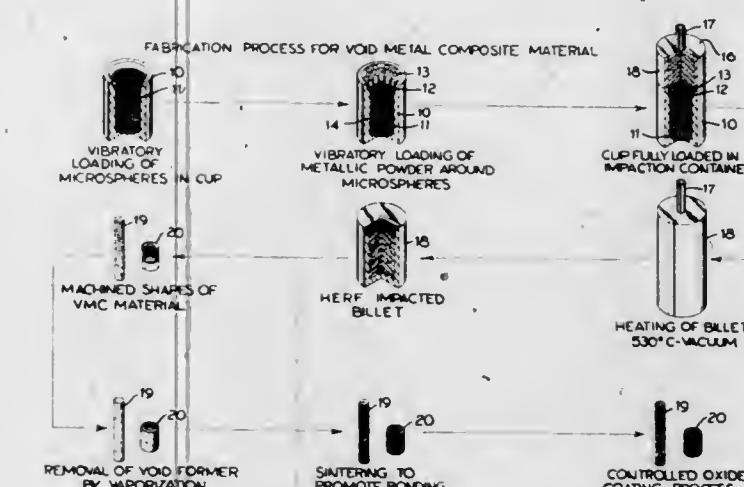 FABRICATION PROCESS FOR VOID METAL COMPOSITE MATERIAL
10
11
VIBRATORY
LOADING OF
MICROSPHERES IN CUP
13
12
10
14
11
VIBRATORY LOADING OF
METALLIC POWDER AROUND
MICROSPHERES
17
16
18
13
12
10
11
CUP FULLY LOADED IN
IMPACTION CONTAINE
19
20
MACHINED SHAPES OF
VMC MATERIAL
18
HERF IMPACTED
BILLET
17
18
HEATING OF BILLET
530°C-VACUUM
19
20
REMOVAL OF VOID FORMER
BY VAPORIZATION
19
20
SINTERING TO
PROMOTE BONDING
19
20
CONTROLLED OXIDE
COATING PROCESS